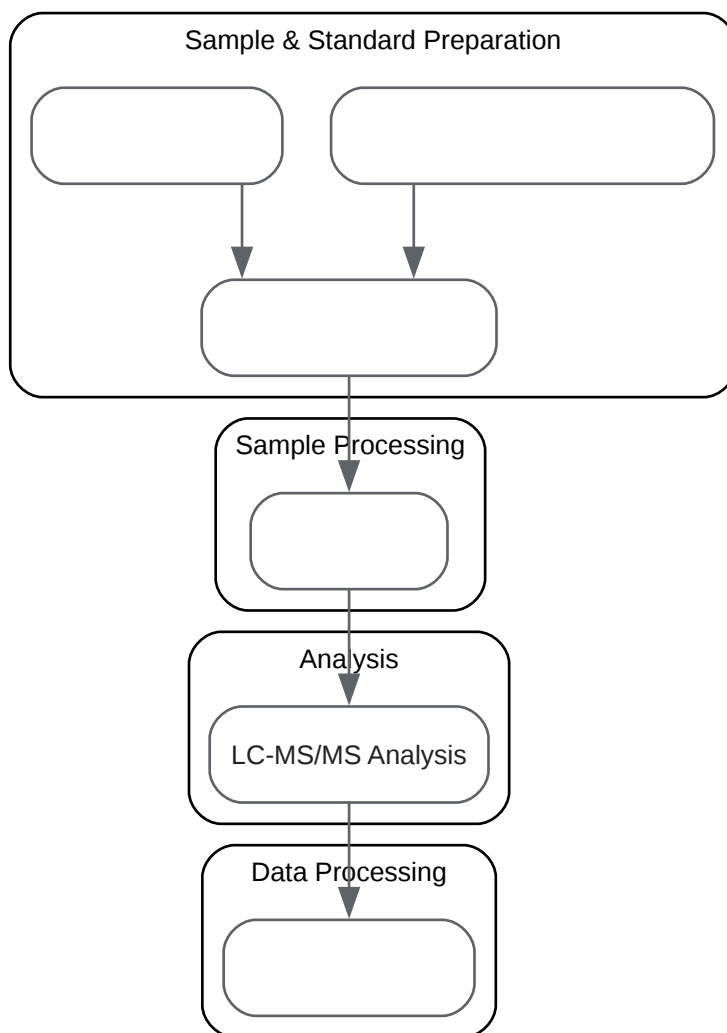 Sample & Standard Preparation
Sample Processing
Analysis
LC-MS/MS Analysis
Data Processing